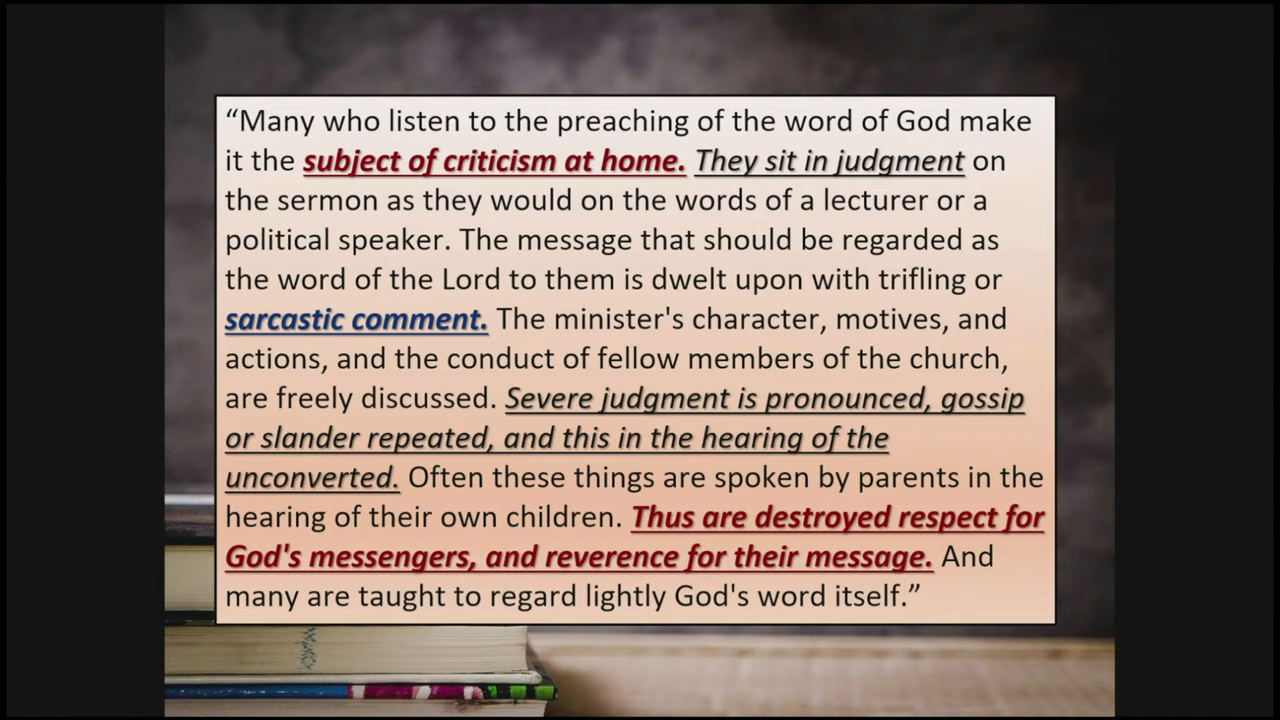 “Many who listen to the preaching of the word of God make
it the subject of criticism at home. They sit in judgment on
the sermon as they would on the words of a lecturer or a
political speaker. The message that should be regarded as
the word of the Lord to them is dwelt upon with trifling or
sarcastic comment. The minister's character, motives, and
actions, and the conduct of fellow members of the church,
are freely discussed. Severe judgment is pronounced, gossip
or slander repeated, and this in the hearing of the
unconverted. Often these things are spoken by parents in the
hearing of their own children. Thus are destroyed respect for
God's messengers, and reverence for their message. And
many are taught to regard lightly God's word itself.”